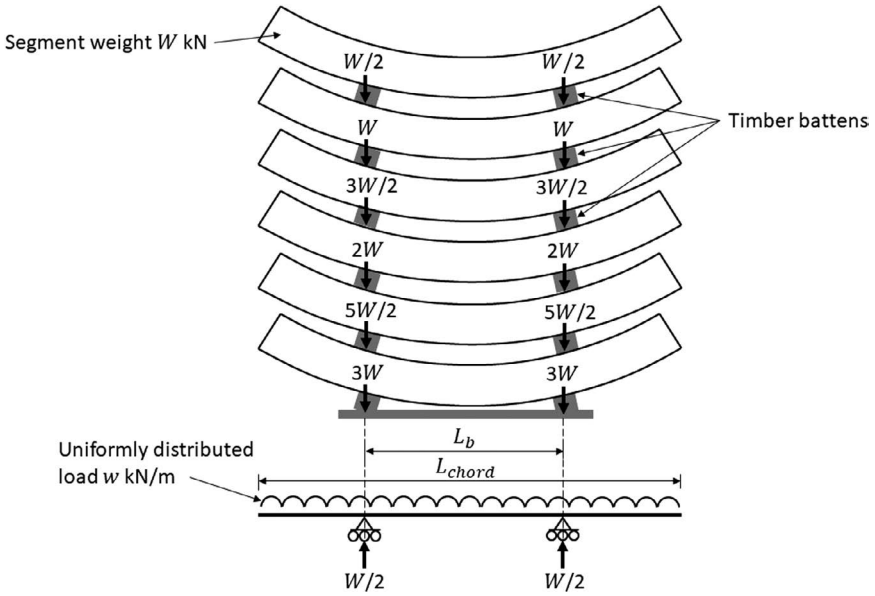 Segment weight W kN
W/2 W/2
Timber battens
W W
3W/2 3W/2
2W 2W
5W/2 5W/2
3W 3W
L_b
Uniformly distributed
load w kN/m
L_chord
W/2 W/2